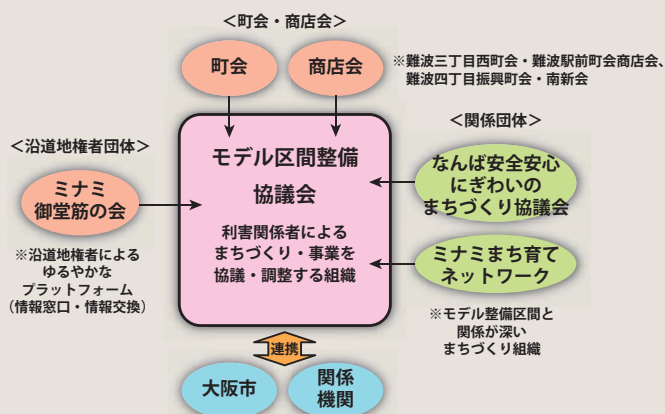 ＜町会・商店会＞
町会
商店会
※難波三丁目西町会・難波駅前町会商店会、
難波四丁目振興町会・南新会
＜沿道地権者団体＞
ミナミ
御堂筋の会
※沿道地権者による
ゆるやかな
プラットフォーム
（情報窓口・情報交換）
モデル区間整備
協議会
利害関係者による
まちづくり・事業を
協議・調整する組織
＜関係団体＞
なんば安全安心
にぎわいの
まちづくり協議会
ミナミまち育て
ネットワーク
※モデル整備区間と
関係が深い
まちづくり組織
連携
大阪市
関係
機関